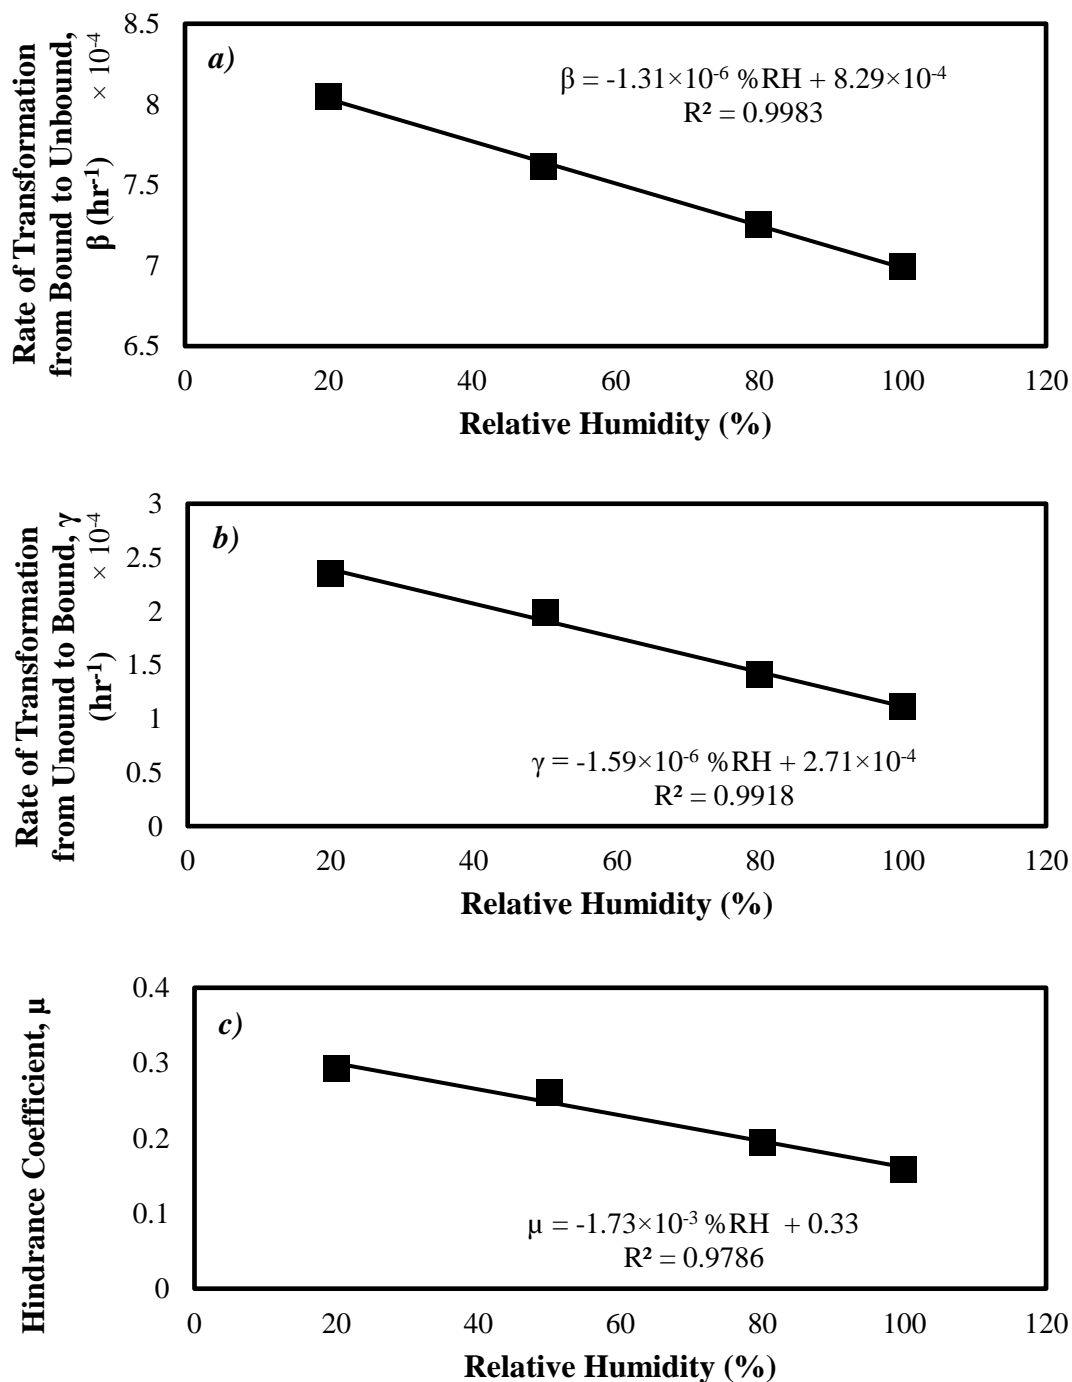 a)
Rate of Transformation
from Bound to Unbound,
β (hr⁻¹) × 10⁻⁴
8.5
8
7.5
7
6.5
β = -1.31×10⁻⁶ %RH + 8.29×10⁻⁴
R² = 0.9983
0 20 40 60 80 100 120
Relative Humidity (%)
b)
Rate of Transformation
from Unound to Bound, γ
(hr⁻¹) × 10⁻⁴
3
2.5
2
1.5
1
0.5
0
γ = -1.59×10⁻⁶ %RH + 2.71×10⁻⁴
R² = 0.9918
0 20 40 60 80 100 120
Relative Humidity (%)
c)
Hindrance Coefficient, μ
0.4
0.3
0.2
0.1
0
μ = -1.73×10⁻³ %RH + 0.33
R² = 0.9786
0 20 40 60 80 100 120
Relative Humidity (%)